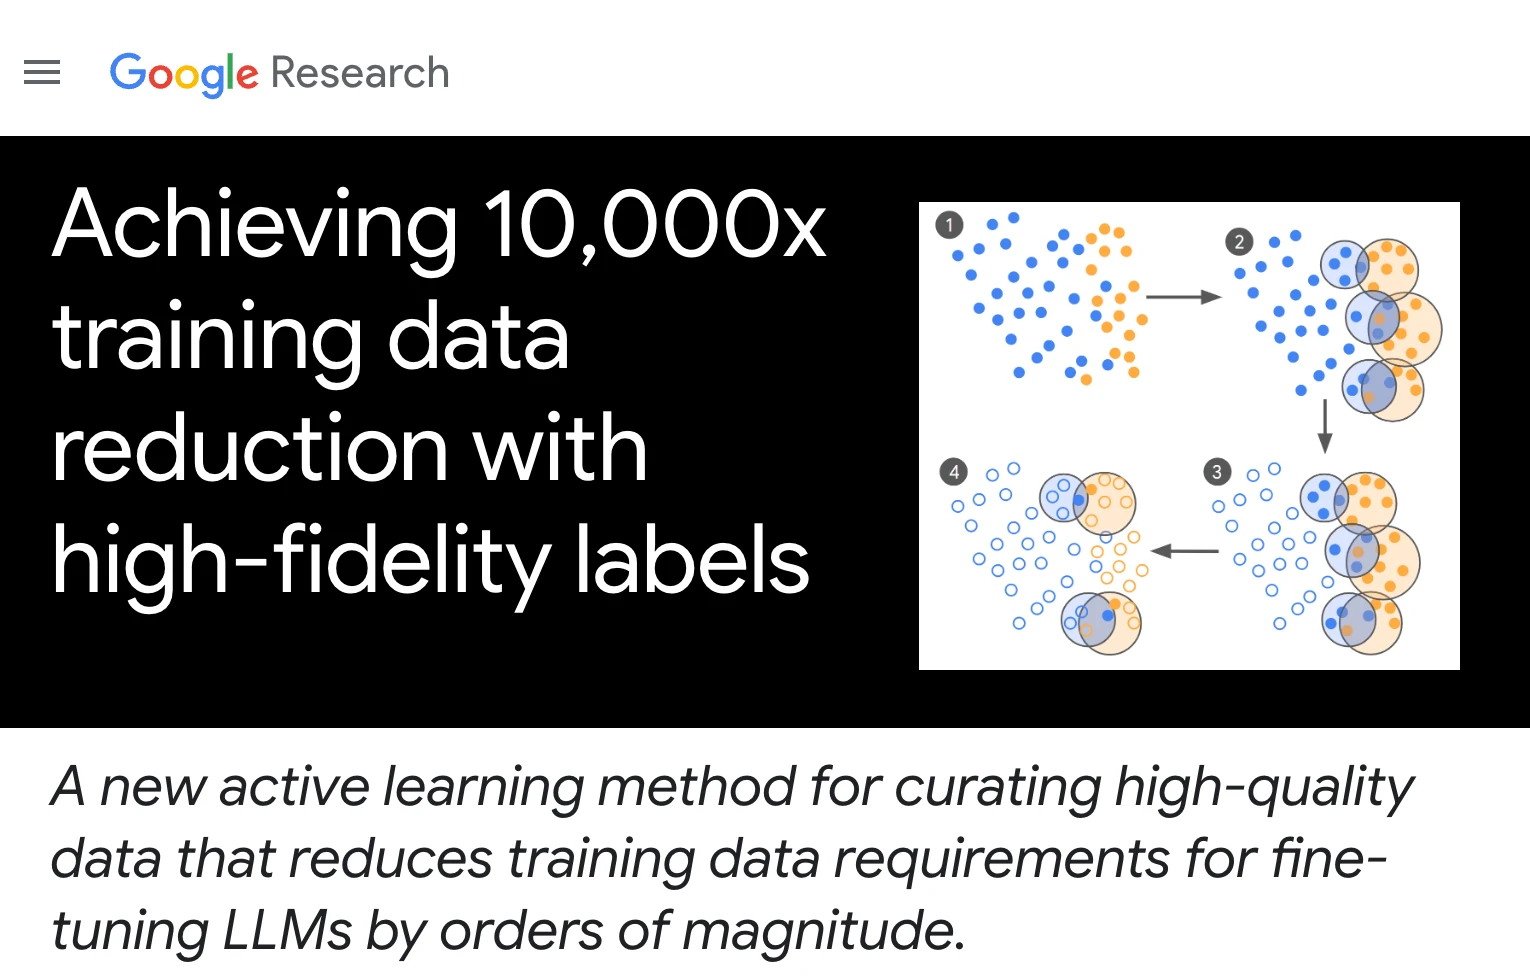 Google Research
Achieving 10,000x
training data
reduction with
high-fidelity labels
1
2
4
3
A new active learning method for curating high-quality
data that reduces training data requirements for fine-
tuning LLMs by orders of magnitude.